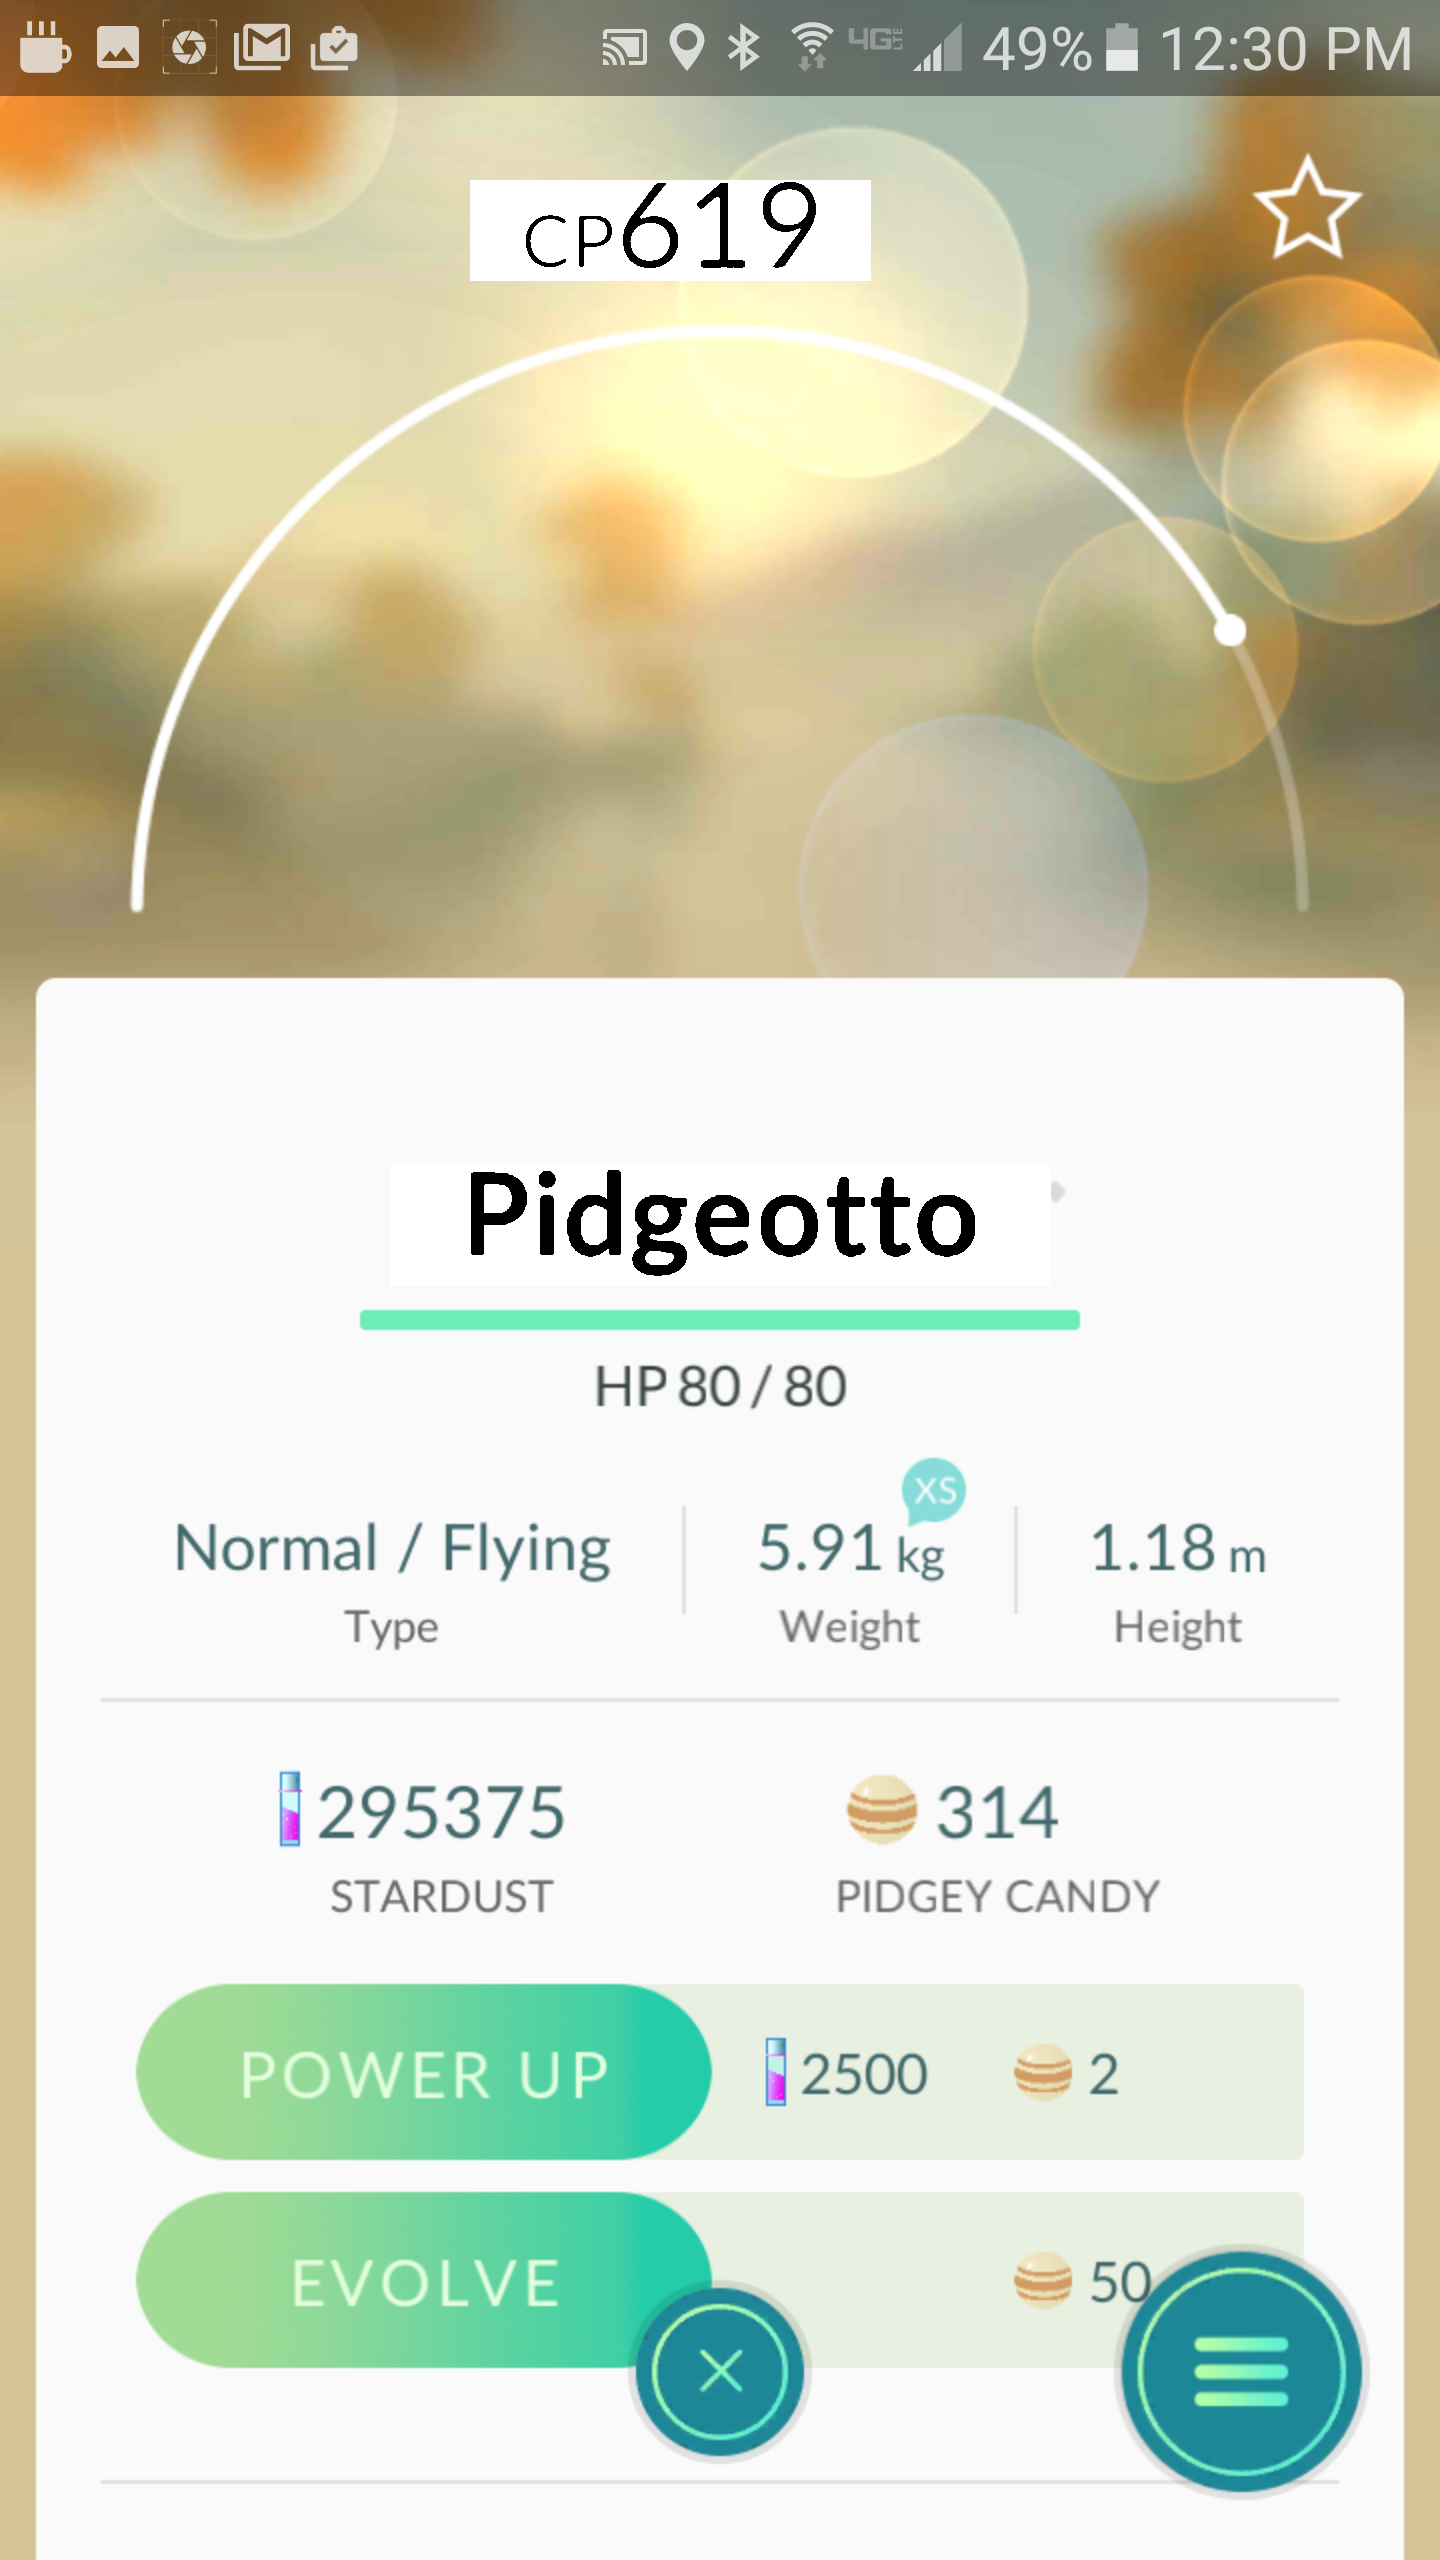 4G LTE 49% 12:30 PM
CP619
Pidgeotto
HP 80 / 80
XS
Normal / Flying 5.91 kg 1.18 m
Type Weight Height
295375 314
STARDUST PIDGEY CANDY
POWER UP 2500 2
EVOLVE 50